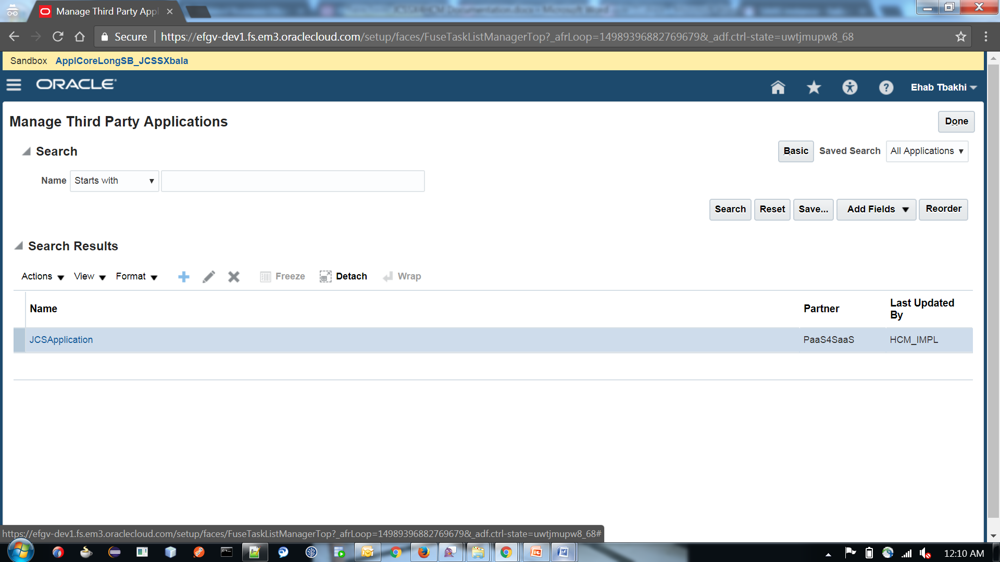 Manage Third Party Appl
Secure https://efgv-dev1.fs.em3.oraclecloud.com/setup/faces/FuseTaskListManagerTop?_afrLoop=149893968827696​79&_adf.ctrl-state=uwtjmupw8_68
Sandbox ApplCoreLongSB_JCSSXbala
ORACLE
Ehab Tbakhi
Manage Third Party Applications
Done
Search
Basic Saved Search All Applications
Name Starts with
Search Reset Save... Add Fields Reorder
Search Results
Actions View Format Freeze Detach Wrap
Name Partner Last Updated By
JCSApplication PaaS4SaaS HCM_IMPL
https://efgv-dev1.fs.em3.oraclecloud.com/setup/faces/FuseTaskListManagerTop?_afrLoop=14989396882769679&_adf.ctrl-state=uwtjmupw8_68#
12:10 AM